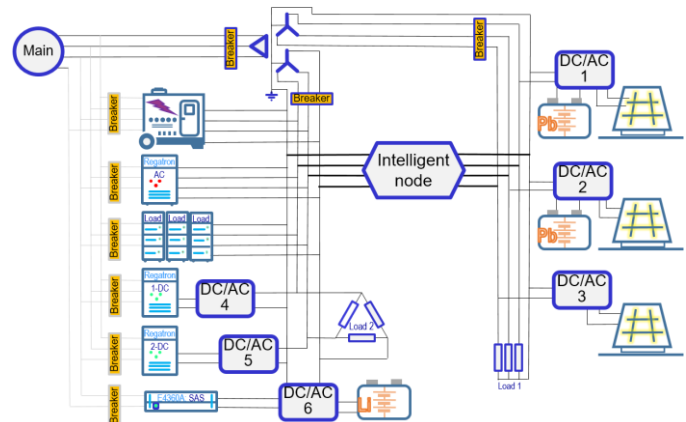 Main
Breaker
Breaker
Breaker
Breaker
Regatron
AC
Breaker
Load
Load
Load
Breaker
Regatron
1-DC
Breaker
Regatron
2-DC
Breaker
E4360A: SAS
Breaker
Breaker
DC/AC
4
DC/AC
5
DC/AC
6
Li
Load 2
Intelligent
node
Load 1
DC/AC
1
Pb
DC/AC
2
Pb
DC/AC
3